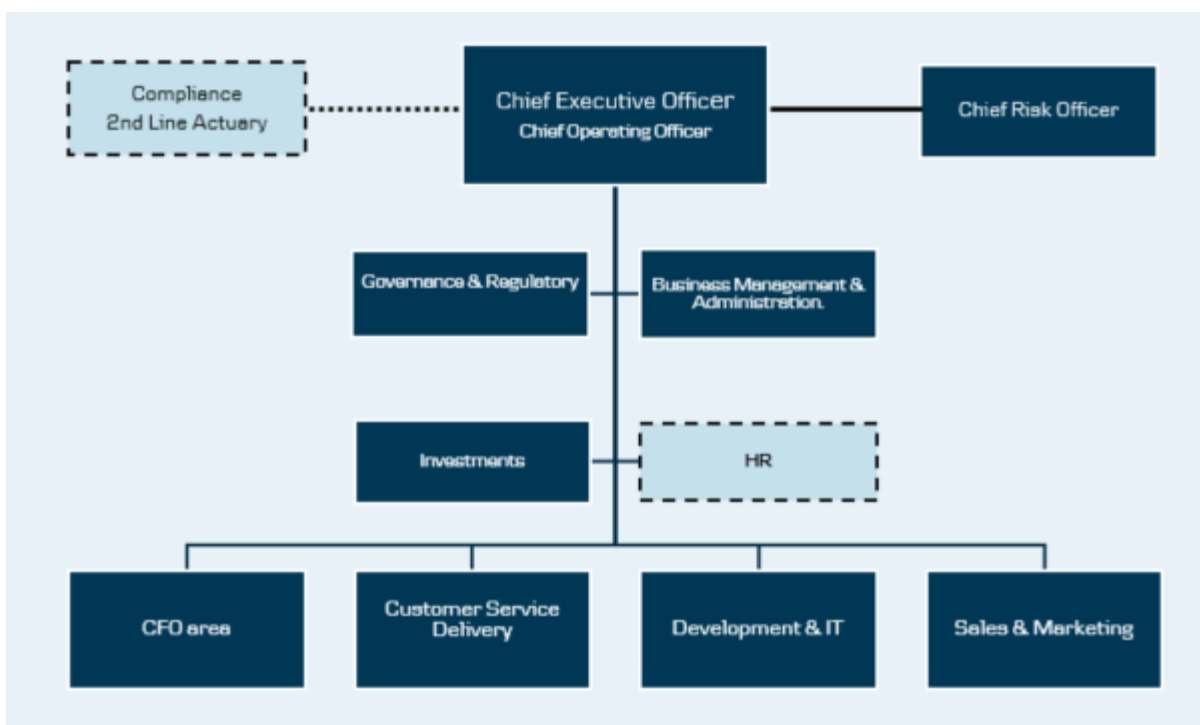 Compliance
2nd Line Actuary
Chief Executive Officer
Chief Operating Officer
Chief Risk Officer
Governance & Regulatory
Business Management &
Administration.
Investments
HR
CFO area
Customer Service
Delivery
Development & IT
Sales & Marketing